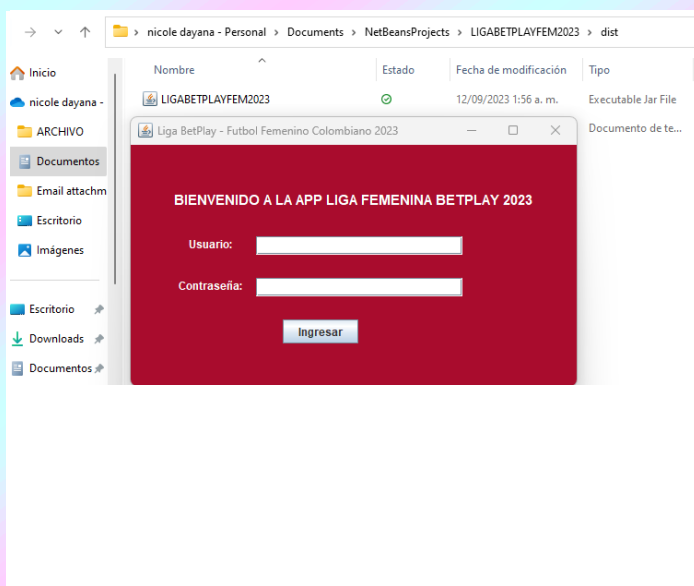 nicole dayana - Personal > Documents > NetBeansProjects > LIGABETPLAYFEM2023 > dist
Inicio
nicole dayana -
ARCHIVO
Documentos
Email attachm
Escritorio
Imágenes
Escritorio
Downloads
Documentos
Nombre Estado Fecha de modificación Tipo
LIGABETPLAYFEM2023 12/09/2023 1:56 a. m. Executable Jar File
Documento de te...
Liga BetPlay - Futbol Femenino Colombiano 2023
BIENVENIDO A LA APP LIGA FEMENINA BETPLAY 2023
Usuario:
Contraseña:
Ingresar